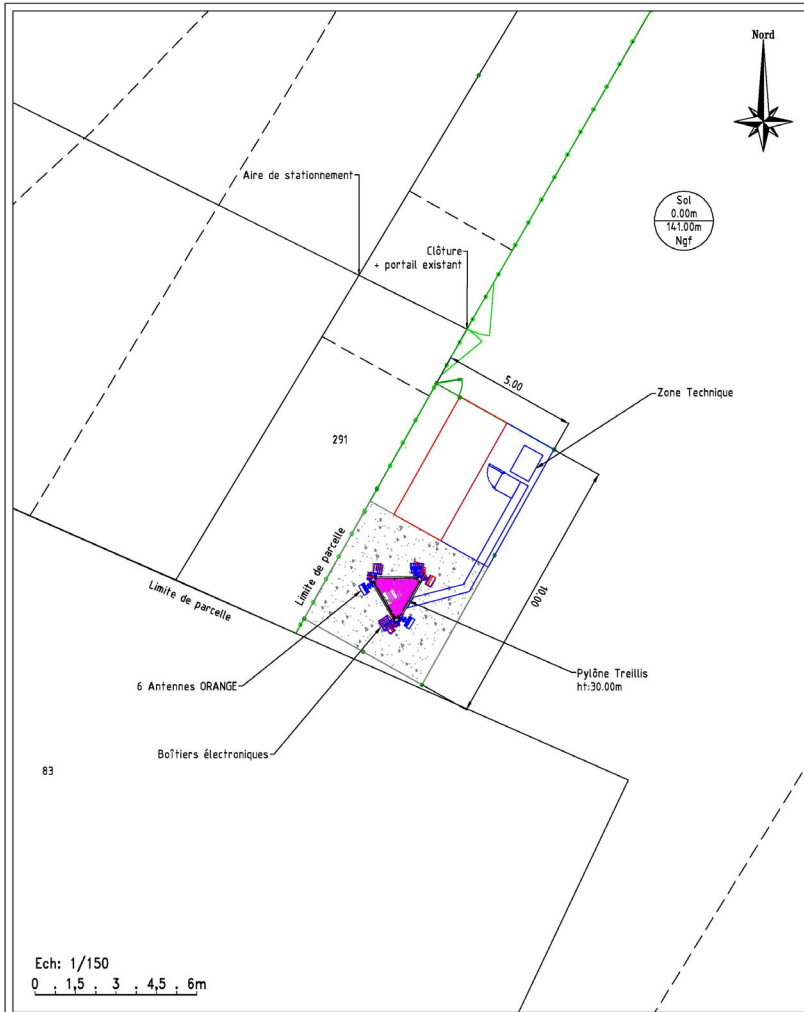 Nord
Aire de stationnement
Sol
0.00m
141.00m
Ngf
Clôture
+ portail existant
5.00
Zone Technique
291
Limite de parcelle
10.00
Limite de parcelle
Pylône Treillis
ht:30.00m
6 Antennes ORANGE
Boîtiers électroniques
83
Ech: 1/150
0 . 1,5 . 3 . 4,5 . 6m